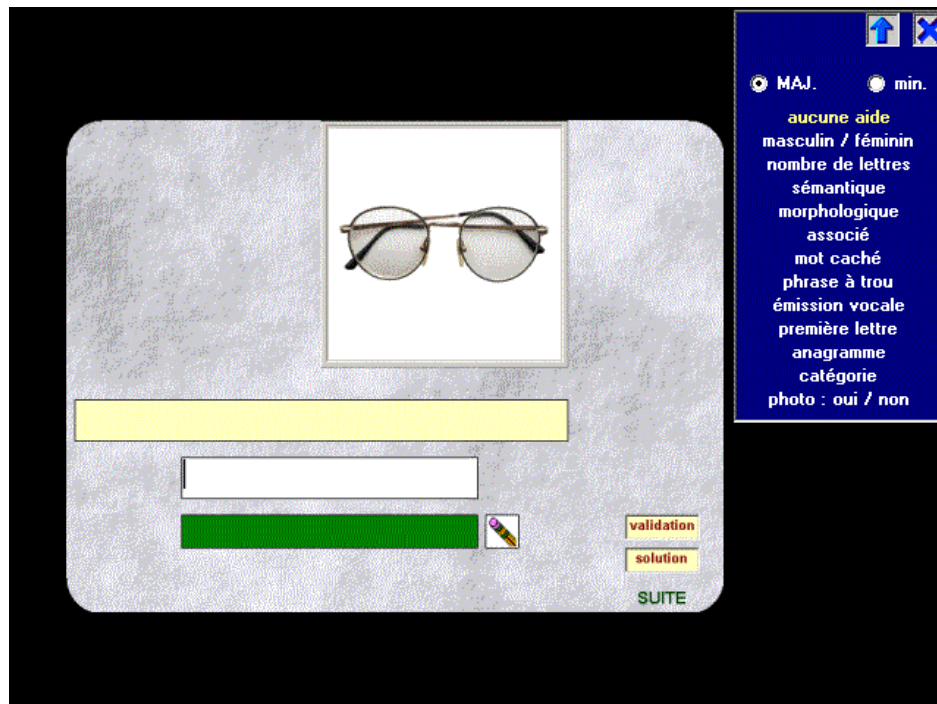 MAJ. min.
aucune aide
masculin / féminin
nombre de lettres
sémantique
morphologique
associé
mot caché
phrase à trou
émission vocale
première lettre
anagramme
catégorie
photo : oui / non
validation
solution
SUITE